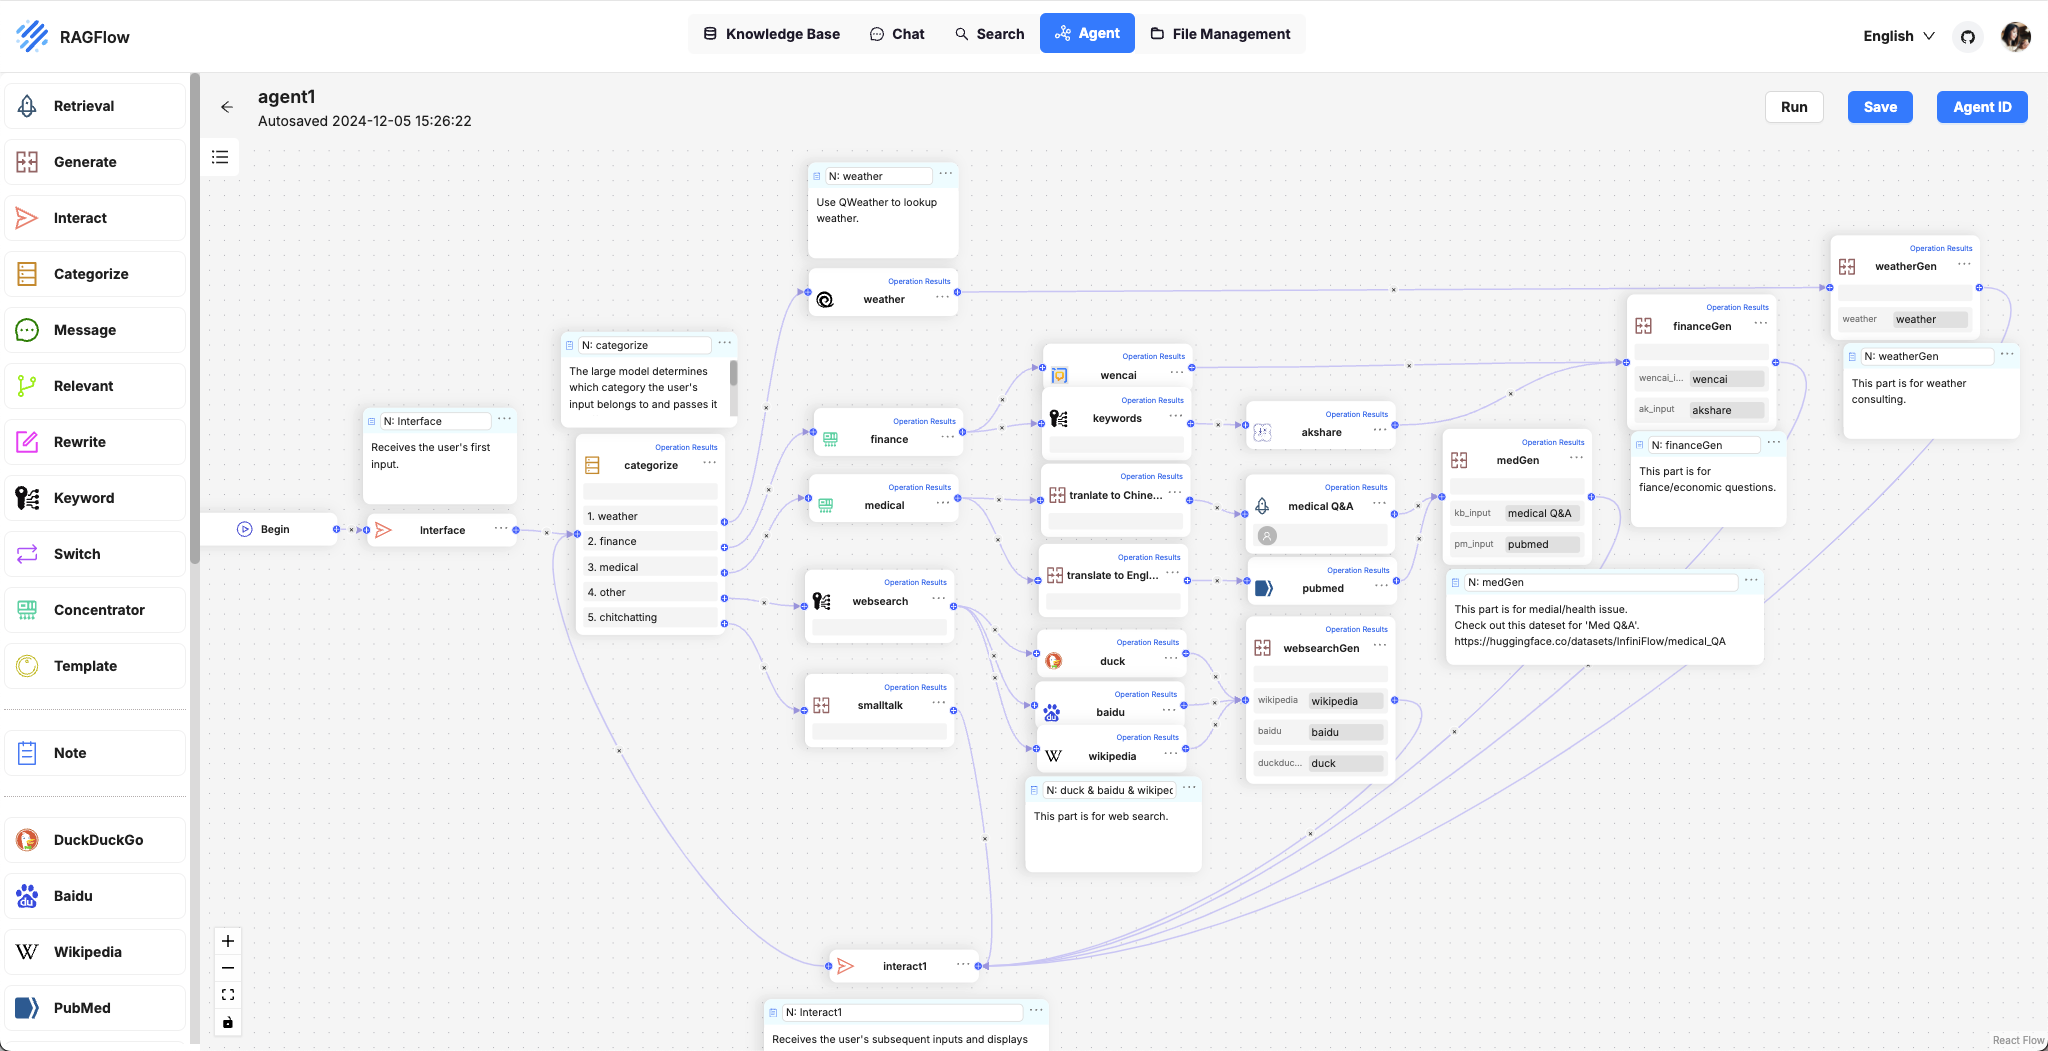 RAGFlow
Knowledge Base
Chat
Search
Agent
File Management
English
Retrieval
Generate
Interact
Categorize
Message
Relevant
Rewrite
Keyword
Switch
Concentrator
Template
Note
DuckDuckGo
Baidu
Wikipedia
PubMed
agent1
Autosaved 2024-12-05 15:26:22
Run
Save
Agent ID
Begin
N: Interface
Receives the user's first
input.
Interface
N: categorize
The large model determines
which category the user's
input belongs to and passes it
Operation Results
categorize
1. weather
2. finance
3. medical
4. other
5. chitchatting
N: weather
Use QWeather to lookup
weather.
Operation Results
weather
Operation Results
finance
Operation Results
medical
Operation Results
websearch
Operation Results
smalltalk
Operation Results
wencai
Operation Results
keywords
Operation Results
tranlate to Chine...
Operation Results
translate to Engl...
Operation Results
duck
Operation Results
baidu
Operation Results
wikipedia
N: duck & baidu & wikiped
This part is for web search.
Operation Results
akshare
Operation Results
medical Q&A
Operation Results
pubmed
Operation Results
websearchGen
wikipedia wikipedia
baidu baidu
duckduc... duck
Operation Results
medGen
kb_input medical Q&A
pm_input pubmed
N: medGen
This part is for medial/health issue.
Check out this dateset for 'Med Q&A'.
https://huggingface.co/datasets/InfiniFlow/medical_QA
Operation Results
financeGen
wencai_i... wencai
ak_input akshare
N: financeGen
This part is for
fiance/economic questions.
Operation Results
weatherGen
weather weather
N: weatherGen
This part is for weather
consulting.
interact1
N: Interact1
Receives the user's subsequent inputs and displays
React Flow